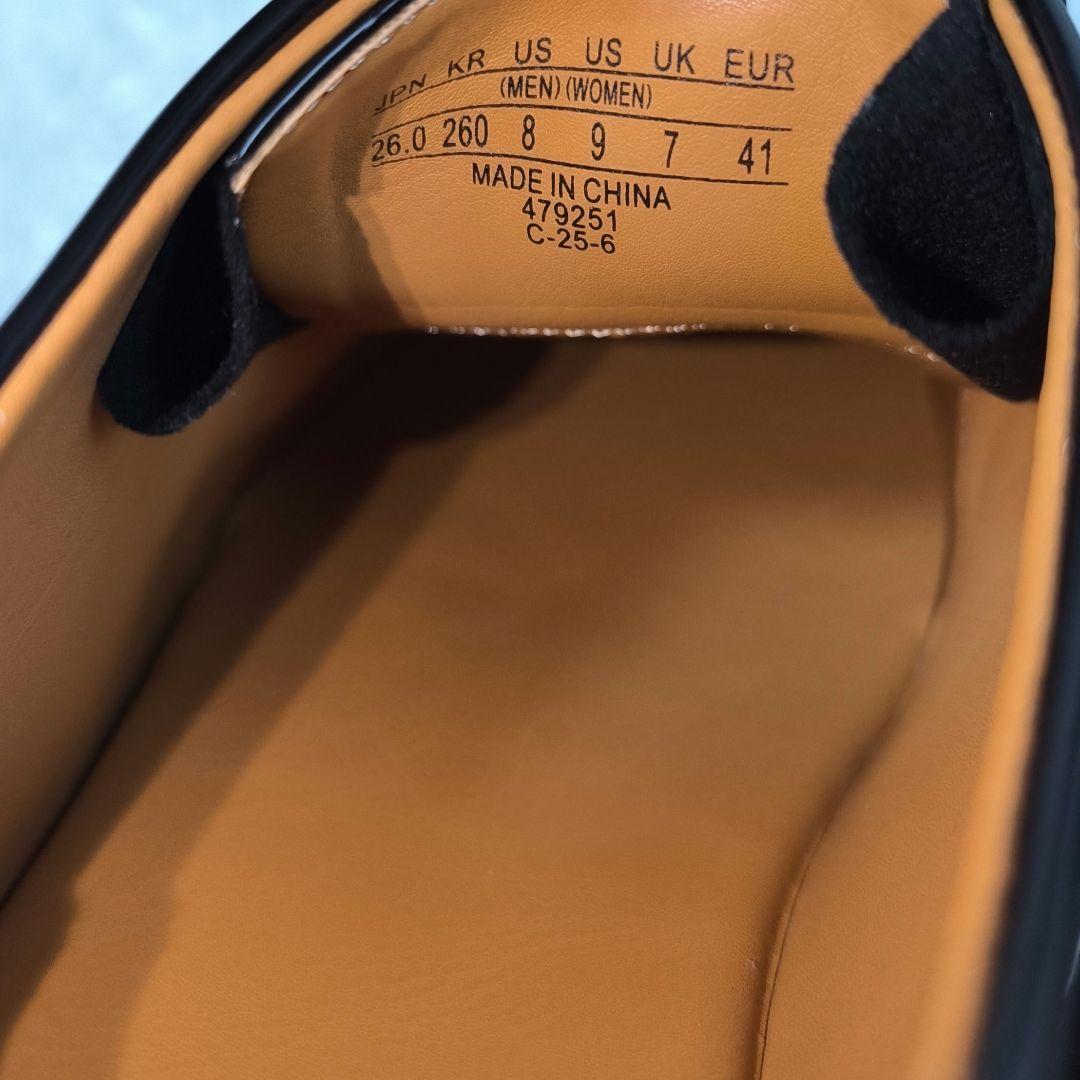 JPN KR US US UK EUR
(MEN) (WOMEN)
26.0 260 8 9 7 41
MADE IN CHINA
479251
C-25-6